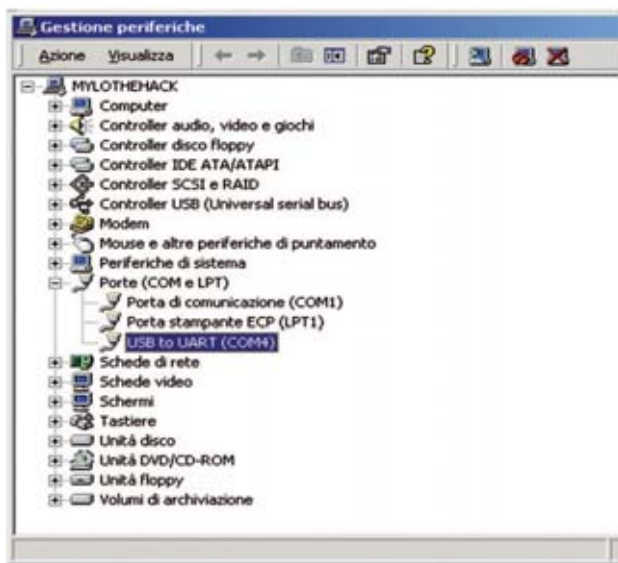 Gestione periferiche
Azione Visualizza
MYLOTHEHACK
Computer
Controller audio, video e giochi
Controller disco floppy
Controller IDE ATA/ATAPI
Controller SCSI e RAID
Controller USB (Universal serial bus)
Modem
Mouse e altre periferiche di puntamento
Periferiche di sistema
Porte (COM e LPT)
Porta di comunicazione (COM1)
Porta stampante ECP (LPT1)
USB to UART (COM4)
Schede di rete
Schede video
Schermi
Tastiere
Unità disco
Unità DVD/CD-ROM
Unità floppy
Volumi di archiviazione